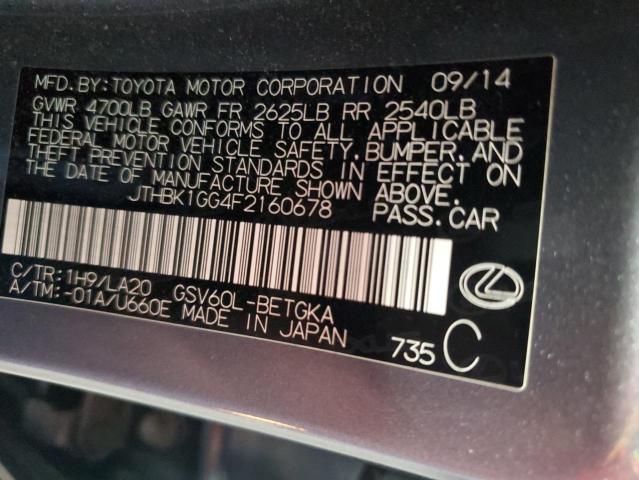 MFD. BY: TOYOTA MOTOR CORPORATION 09/14
GVWR 4700LB GAWR FR 2625LB RR 2540LB
THIS VEHICLE CONFORMS TO ALL APPLICABLE
FEDERAL MOTOR VEHICLE SAFETY, BUMPER, AND
THEFT PREVENTION STANDARDS IN EFFECT ON
THE DATE OF MANUFACTURE SHOWN ABOVE.
JTHBK1GG4F2160678 PASS. CAR
C/TR: 1H9/LA20 GSV60L-BETGKA
A/TM: -01A/U660E MADE IN JAPAN
735 C